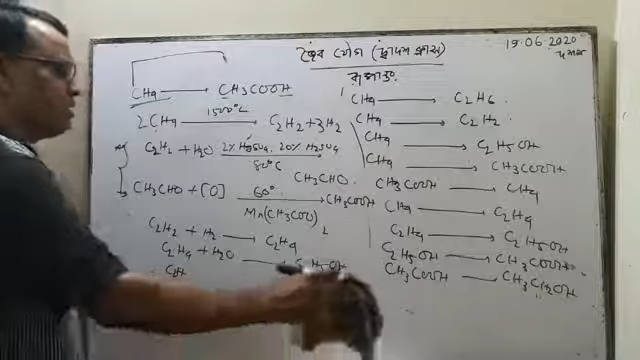 জৈব যৌগ (দ্বাদশ ক্লাস)
19.06.2020
রূপান্তর
CH4 → CH3COOH
2CH4 1500°C → C2H2 + 3H2
C2H2 + H2O 2% HgSO4, 20% H2SO4 → 80°C
CH3CHO
CH3CHO + [O] 60° → CH3COOH
Mn(CH3COO)2
C2H2 + H2 → C2H4
C2H4 + H2O → C2H5OH
CH4 → C2H6
CH4 → C2H2
CH4 → C2H5OH
CH4 → CH3COOH
CH3COOH → CH4
CH4 → C2H4
C2H4 → C2H5OH
C2H5OH → CH3COOH
CH3COOH → CH3CH2OH